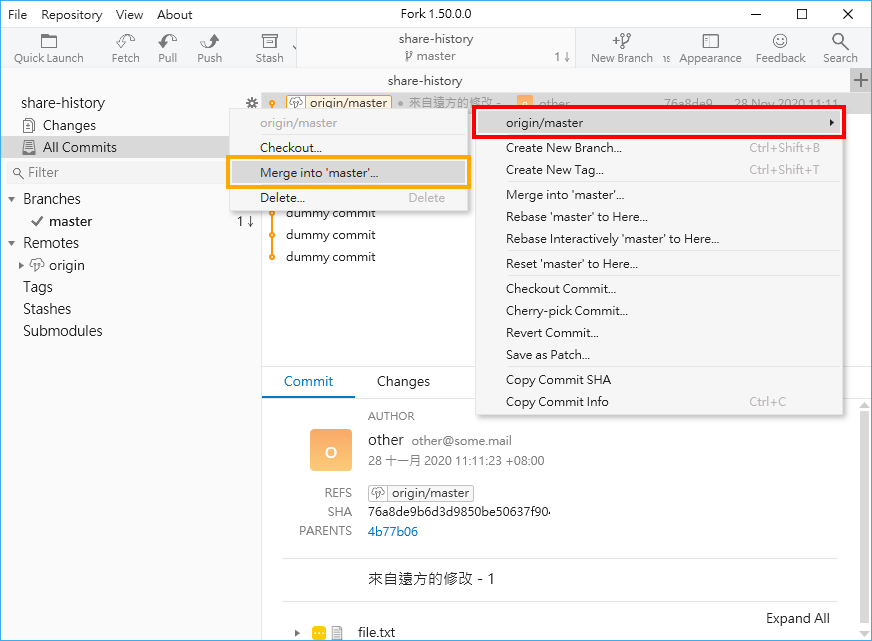 File Repository View About Fork 1.50.0.0
Quick Launch Fetch Pull Push Stash share-history master 1↓ New Branch Appearance Feedback Search
share-history
share-history
Changes
All Commits
Filter
Branches
master 1↓
Remotes
origin
Tags
Stashes
Submodules
origin/master 來自遠方的修改 - other 76a8de9 28 Nov 2020 11:11
dummy commit
dummy commit
dummy commit
origin/master
Checkout...
Merge into 'master'...
Delete... Delete
origin/master
Create New Branch... Ctrl+Shift+B
Create New Tag... Ctrl+Shift+T
Merge into 'master'...
Rebase 'master' to Here...
Rebase Interactively 'master' to Here...
Reset 'master' to Here...
Checkout Commit...
Cherry-pick Commit...
Revert Commit...
Save as Patch...
Copy Commit SHA
Copy Commit Info Ctrl+C
Commit Changes
AUTHOR
O
other other@some.mail
28 十一月 2020 11:11:23 +08:00
REFS origin/master
SHA 76a8de9b6d3d9850be50637f90
PARENTS 4b77b06
來自遠方的修改 - 1
Expand All
file.txt